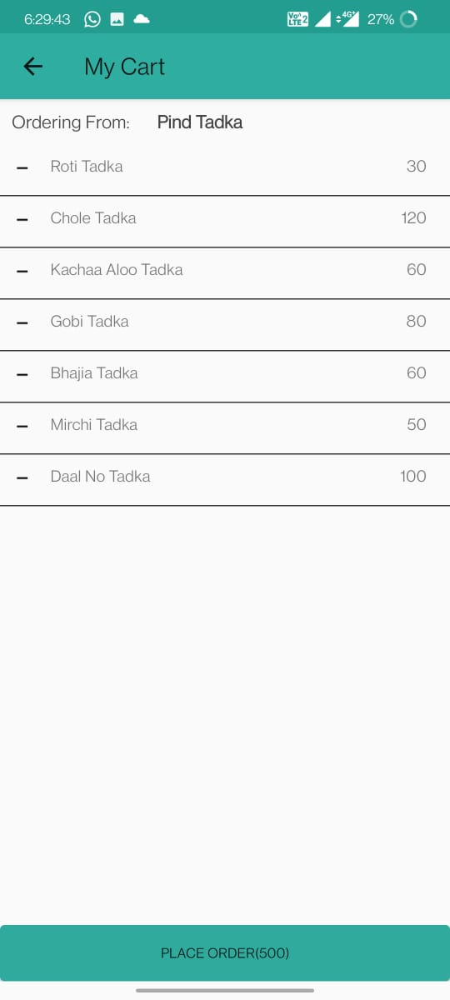 6:29:43 Vo)) LTE 2 4G+ 27%
My Cart
Ordering From: Pind Tadka
– Roti Tadka 30
– Chole Tadka 120
– Kachaa Aloo Tadka 60
– Gobi Tadka 80
– Bhajia Tadka 60
– Mirchi Tadka 50
– Daal No Tadka 100
PLACE ORDER(500)